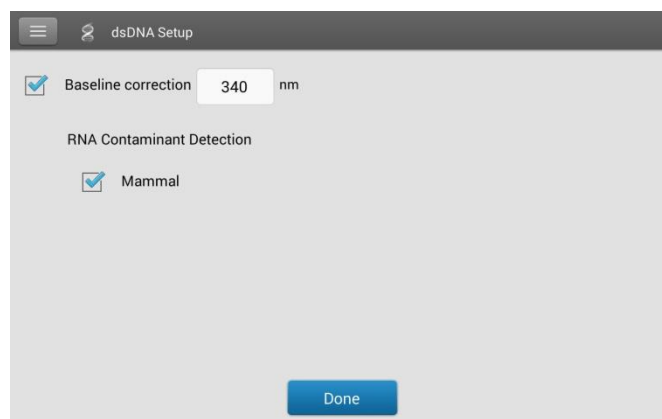 dsDNA Setup
Baseline correction 340 nm
RNA Contaminant Detection
Mammal
Done